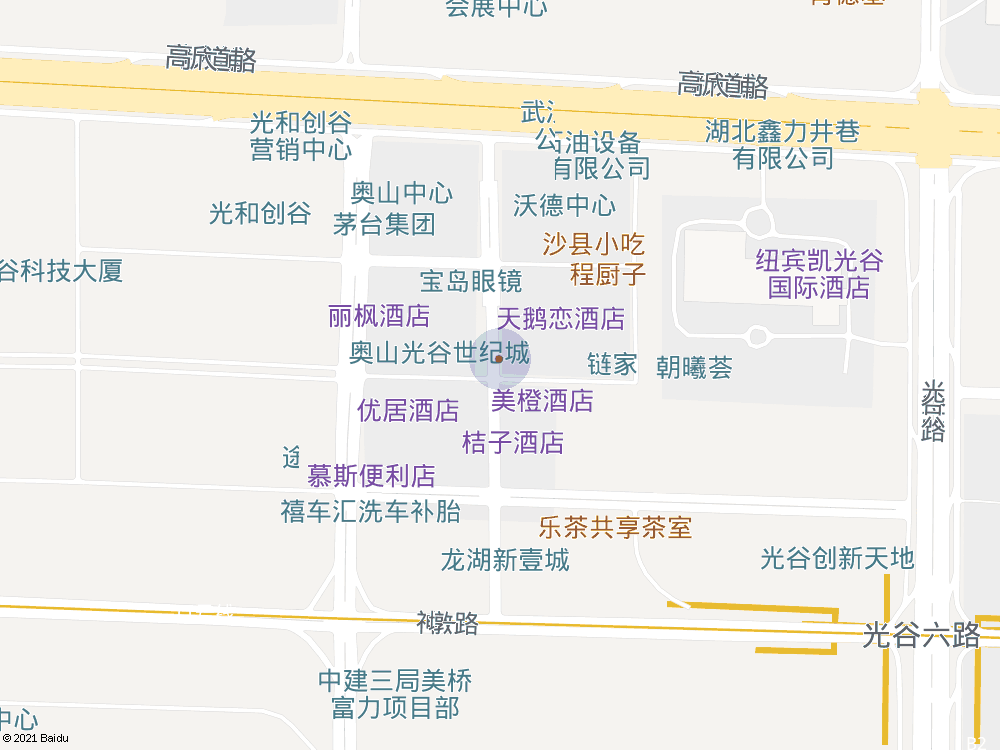 会展中心
高新大道辅路
高新大道辅路
光和创谷
营销中心
石油设备
有限公司
湖北鑫力井巷
有限公司
奥山中心
沃德中心
光和创谷
茅台集团
沙县小吃
程厨子
谷科技大厦
宝岛眼镜
纽宾凯光谷
国际酒店
丽枫酒店
天鹅恋酒店
奥山光谷世纪城
链家
朝曦荟
优居酒店
美橙酒店
光谷六路
桔子酒店
慕斯便利店
禧车汇洗车补胎
乐茶共享茶室
龙湖新壹城
光谷创新天地
神墩一路
光谷六路
中建三局美桥
富力项目部
中心
© 2021 Baidu